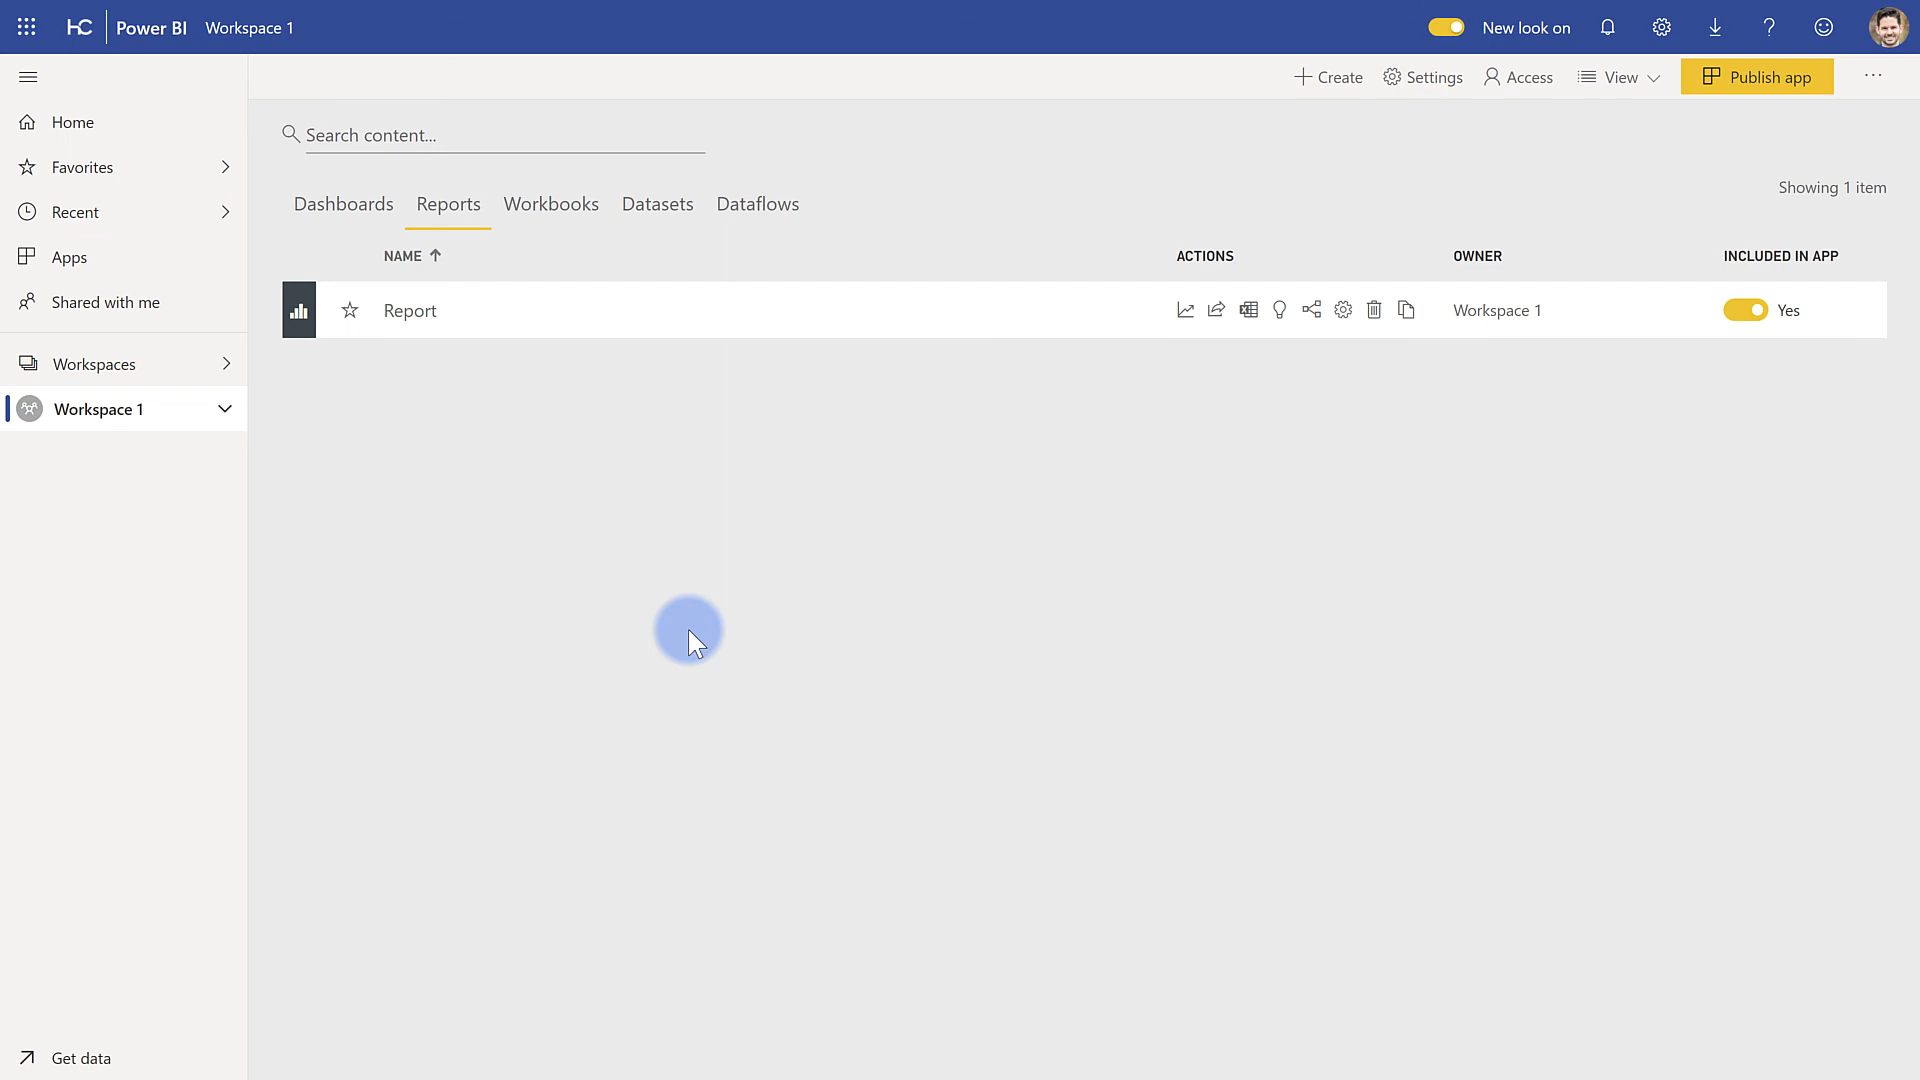 HC Power BI Workspace 1 New look on ?
Create Settings Access View Publish app ...
Home
Favorites
Recent
Apps
Shared with me
Workspaces
Workspace 1
Get data
Search content...
Showing 1 item
Dashboards Reports Workbooks Datasets Dataflows
NAME ACTIONS OWNER INCLUDED IN APP
Report Workspace 1 Yes